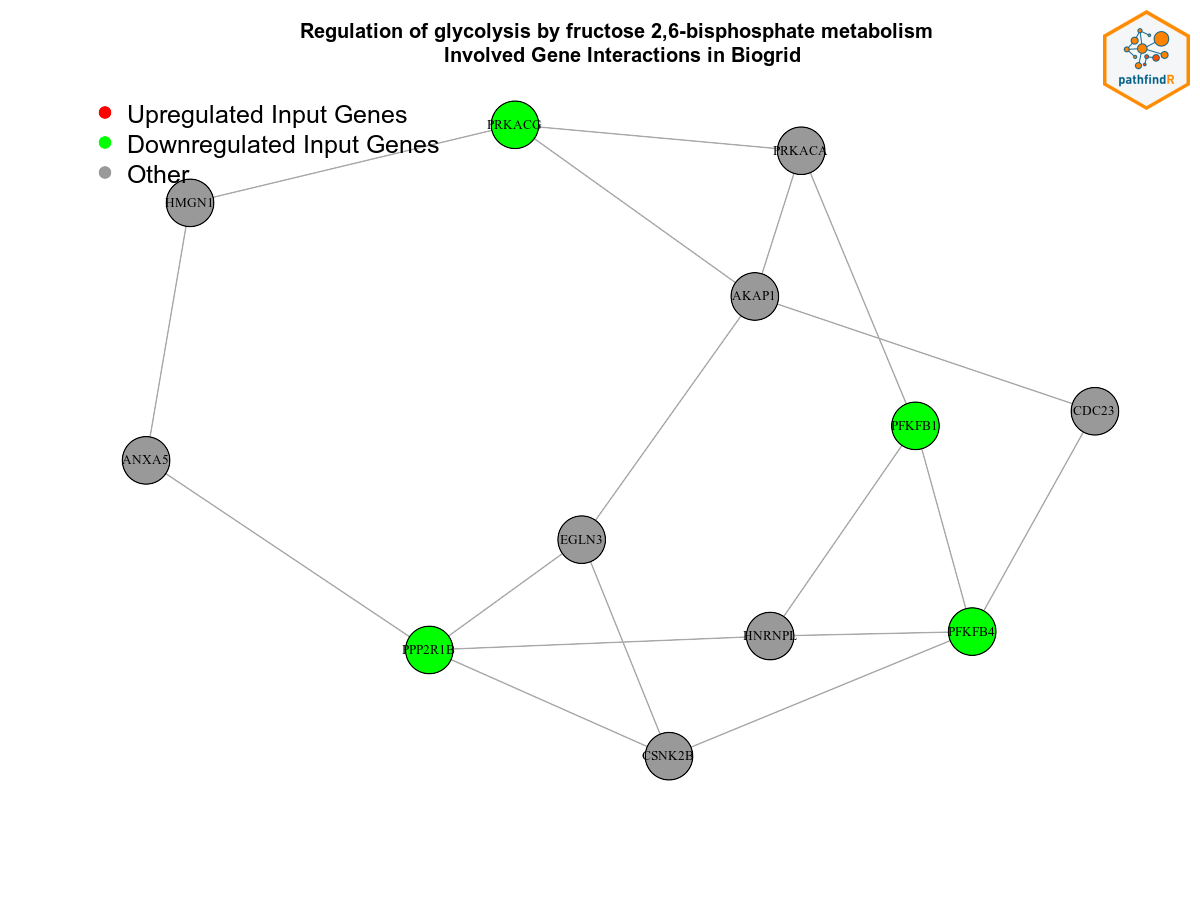 Regulation of glycolysis by fructose 2,6-bisphosphate metabolism
Involved Gene Interactions in Biogrid
pathfindR
Upregulated Input Genes
Downregulated Input Genes
Other
PRKACG
PRKACA
HMGN1
AKAP1
CDC23
PFKFB1
ANXA5
EGLN3
PFKFB4
HNRNPL
PPP2R1B
CSNK2B